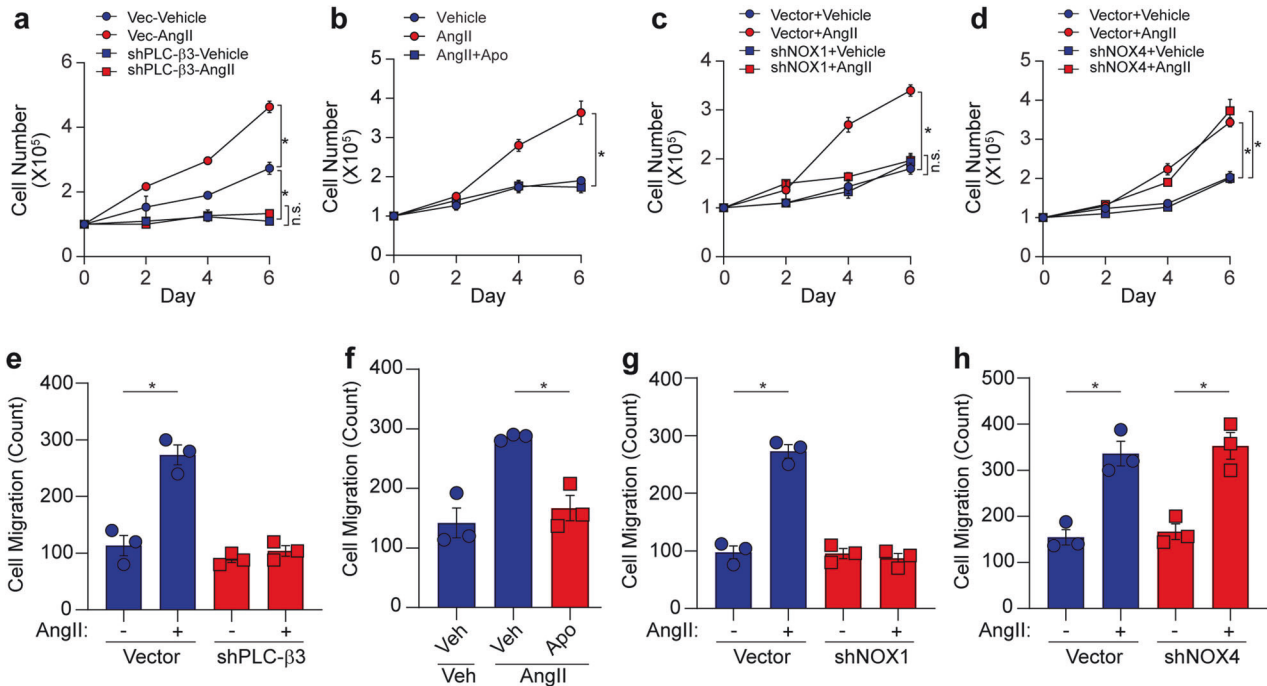 a
Vec-Vehicle
Vec-AngII
shPLC-β3-Vehicle
shPLC-β3-AngII
Cell Number
(X10⁵)
6
4
2
0
0 2 4 6
Day
*
*
n.s.
b
Vehicle
AngII
AngII+Apo
Cell Number
(X10⁵)
5
4
3
2
1
0
0 2 4 6
Day
*
c
Vector+Vehicle
Vector+AngII
shNOX1+Vehicle
shNOX1+AngII
Cell Number
(X10⁵)
4
3
2
1
0
0 2 4 6
Day
*
n.s.
d
Vector+Vehicle
Vector+AngII
shNOX4+Vehicle
shNOX4+AngII
Cell Number
(X10⁵)
5
4
3
2
1
0
0 2 4 6
Day
* *
e
Cell Migration (Count)
400
300
200
100
0
*
AngII: - + - +
Vector shPLC-β3
f
Cell Migration (Count)
400
300
200
100
0
*
Veh Veh Apo
Veh AngII
g
Cell Migration (Count)
400
300
200
100
0
*
AngII: - + - +
Vector shNOX1
h
Cell Migration (Count)
500
400
300
200
100
0
* *
AngII: - + - +
Vector shNOX4